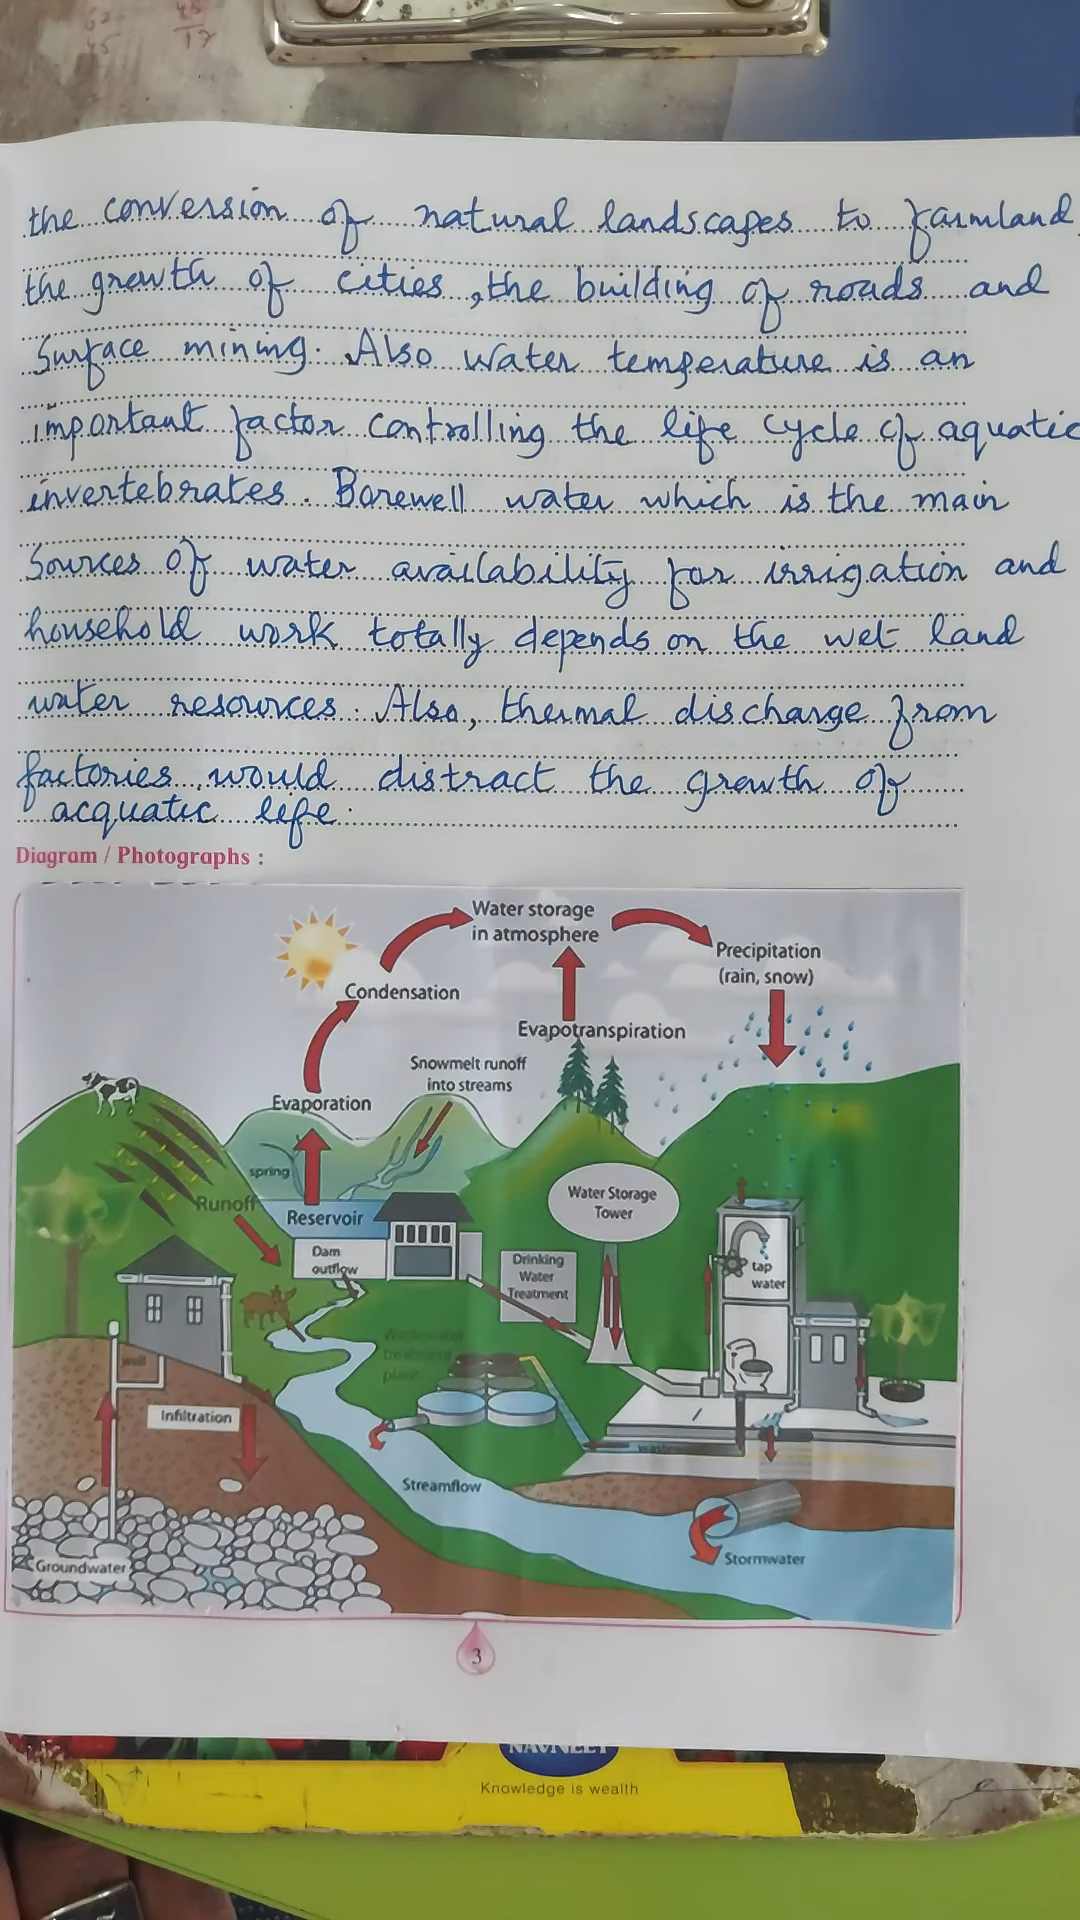 the conversion of natural landscapes to farmland,
the growth of cities, the building of roads and
Surface mining. Also water temperature is an
important factor controlling the life cycle of aquatic
invertebrates. Borewell water which is the main
Sources of water availability for irrigation and
household work totally depends on the wet land
water resources. Also, thermal discharge from
factories would distract the growth of
acquatic life.
Diagram / Photographs :
Water storage
in atmosphere
Precipitation
(rain, snow)
Condensation
Evapotranspiration
Snowmelt runoff
into streams
Evaporation
spring
Runoff
Reservoir
Water Storage
Tower
Dam
outflow
Drinking
Water
Treatment
tap
water
Wastewater
treatment
plant
well
Infiltration
waste
Streamflow
Stormwater
Groundwater
3
NAVNEET
Knowledge is wealth